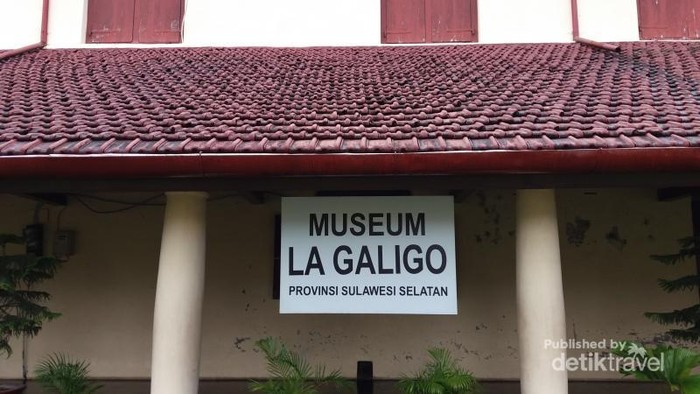 MUSEUM
LA GALIGO
PROVINSI SULAWESI SELATAN
Published by
detiktravel